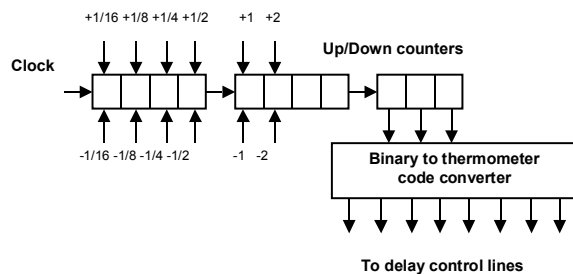 +1/16 +1/8 +1/4 +1/2
+1 +2
Up/Down counters
Clock
-1/16 -1/8 -1/4 -1/2
-1 -2
Binary to thermometer
code converter
To delay control lines